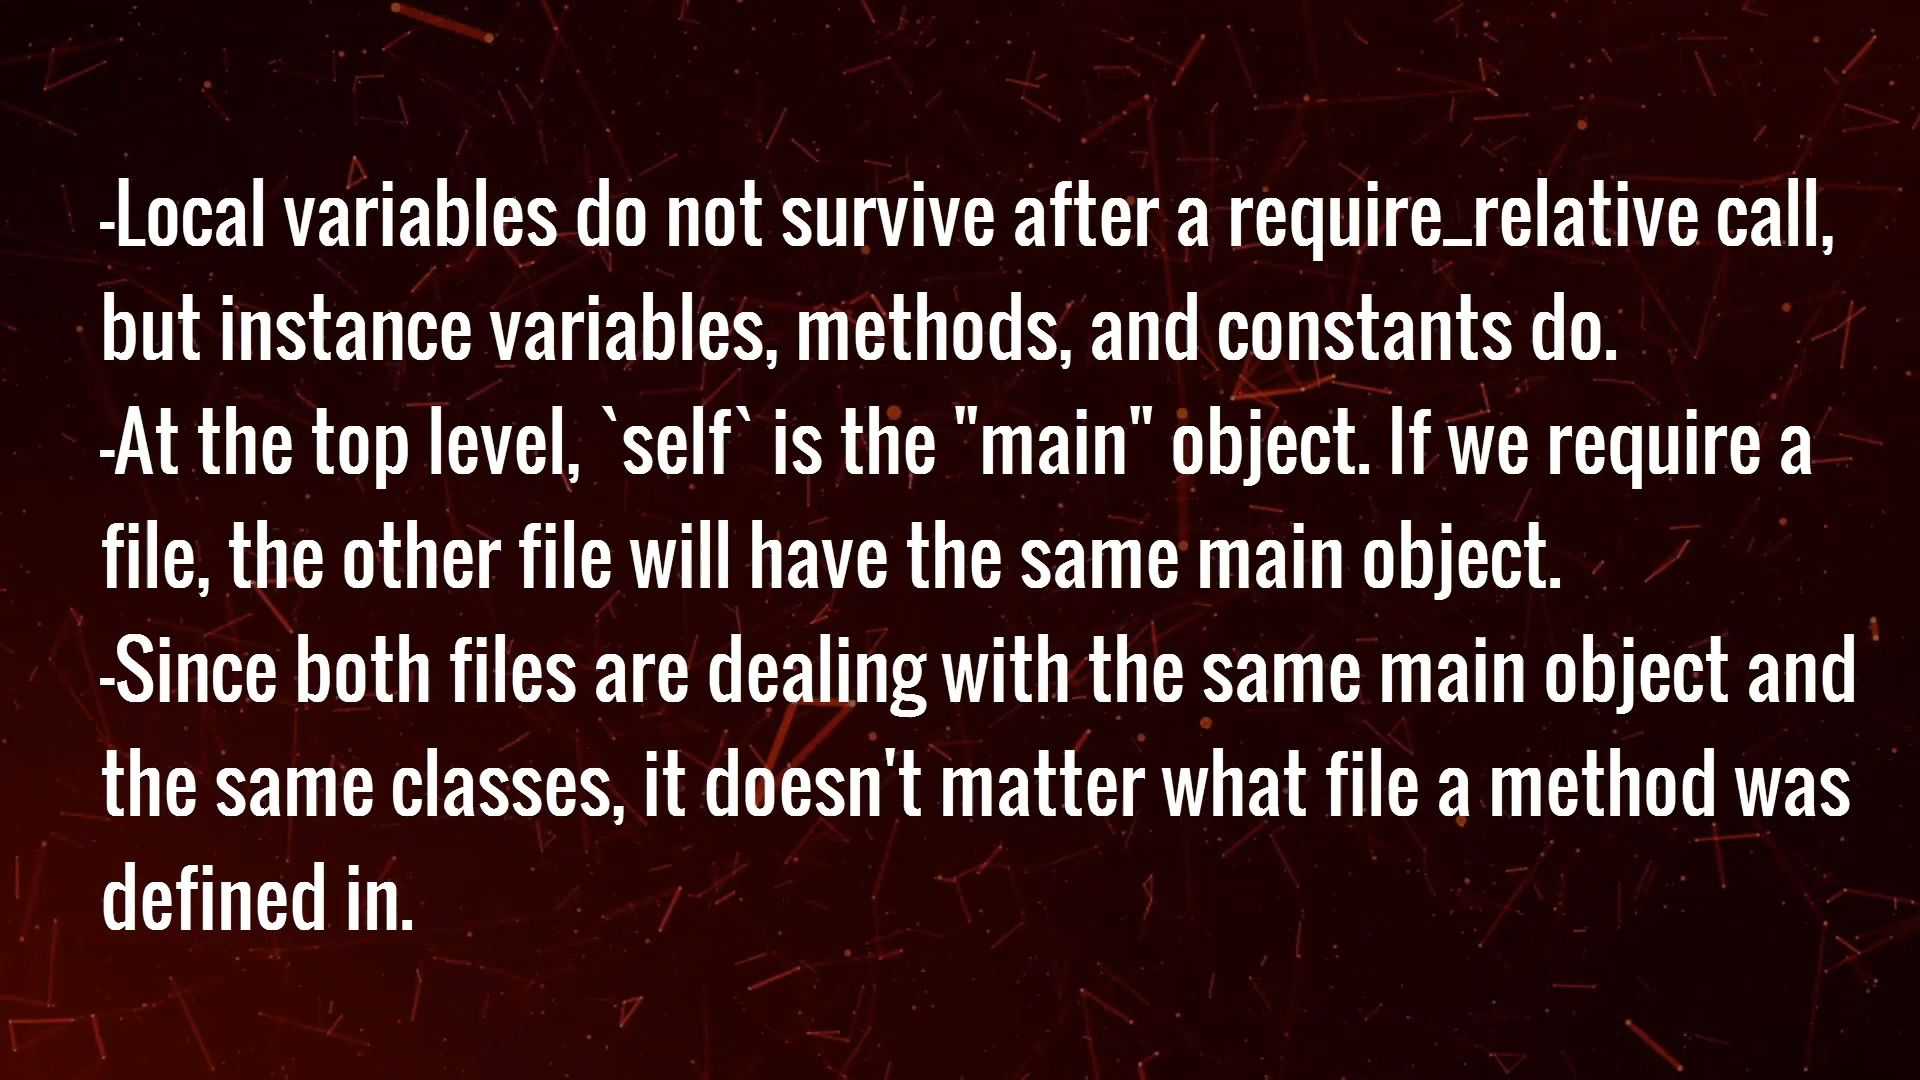 -Local variables do not survive after a require_relative call,
but instance variables, methods, and constants do.
-At the top level, `self` is the "main" object. If we require a
file, the other file will have the same main object.
-Since both files are dealing with the same main object and
the same classes, it doesn't matter what file a method was
defined in.